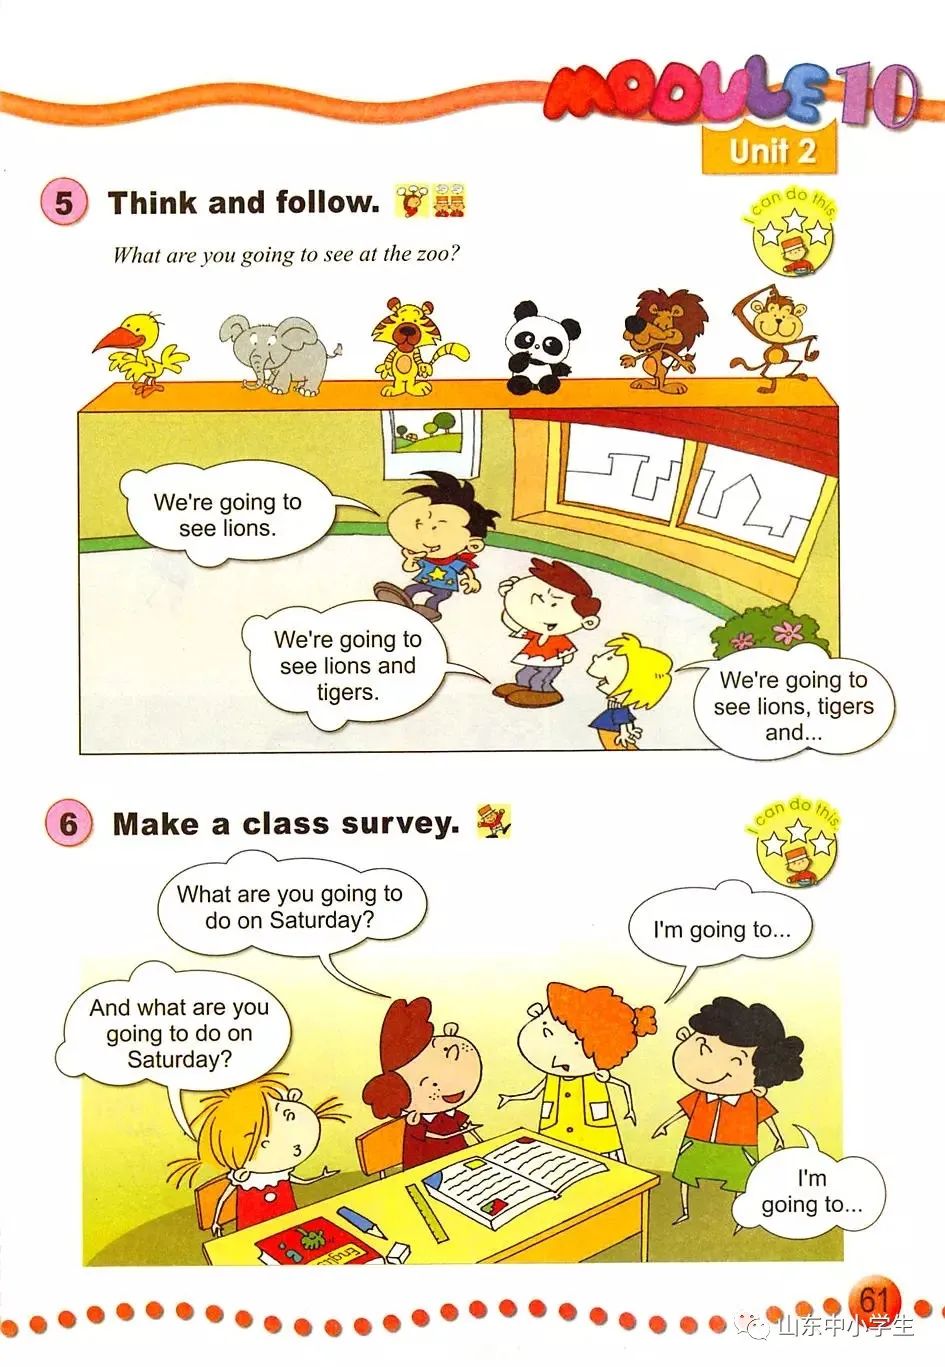 MODULE 10
Unit 2
5 Think and follow.
I can do this.
What are you going to see at the zoo?
We're going to
see lions.
We're going to
see lions and
tigers.
We're going to
see lions, tigers
and...
6 Make a class survey.
I can do this.
What are you going to
do on Saturday?
I'm going to...
And what are you
going to do on
Saturday?
I'm
going to...
English
61
山东中小学生